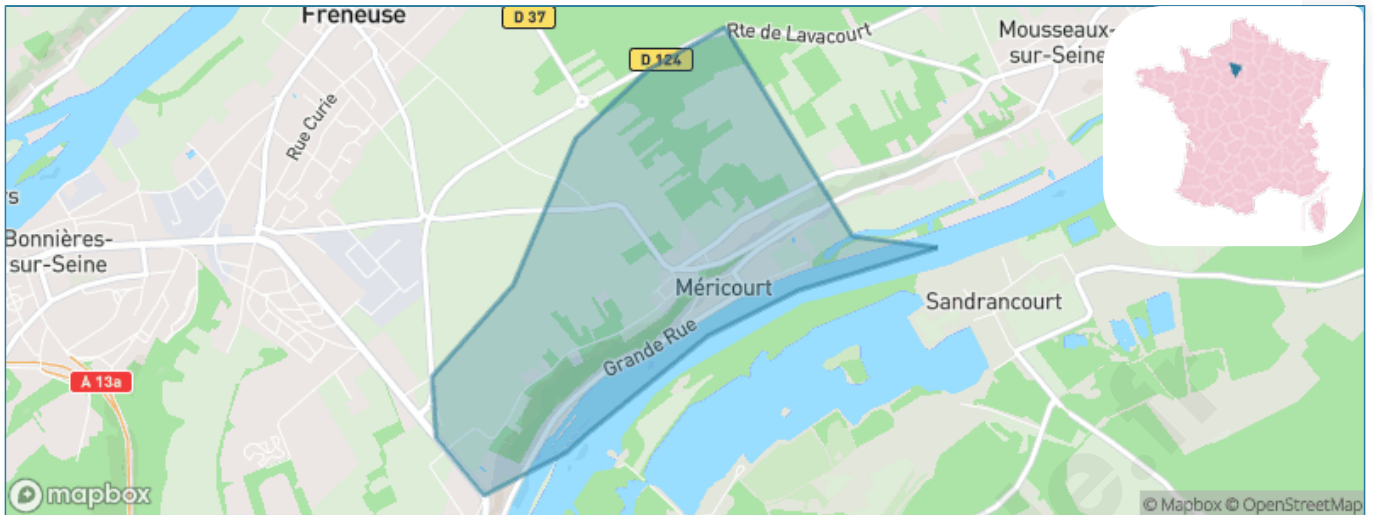 Freneuse
D 37
Rte de Lavacourt
Mousseaux-
sur-Seine
D 124
Rue Curie
rs
Bonnières-
sur-Seine
Méricourt
Sandrancourt
Grande Rue
A 13a
mapbox
© Mapbox © OpenStreetMap